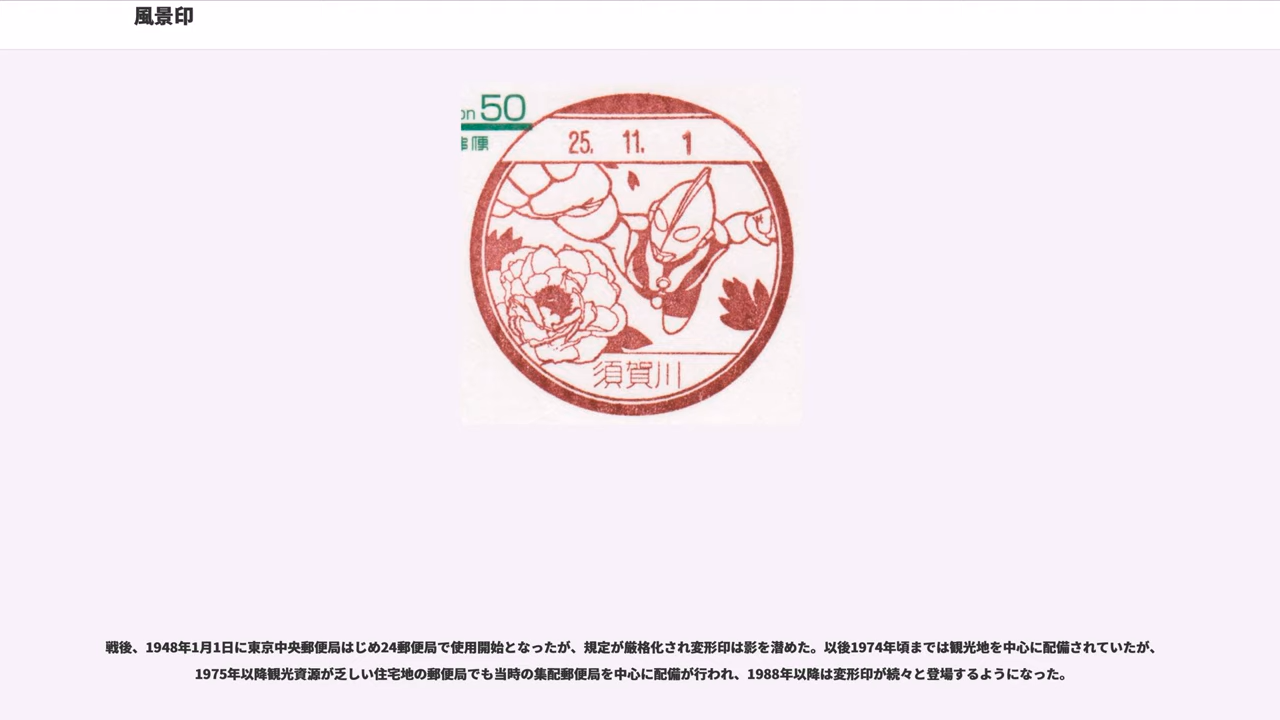 風景印
on 50
郵便
25. 11. 1
須賀川
戦後、1948年1月1日に東京中央郵便局はじめ24郵便局で使用開始となったが、規定が厳格化され変形印は影を潜めた。以後1974年頃までは観光地を中心に配備されていたが、
1975年以降観光資源が乏しい住宅地の郵便局でも当時の集配郵便局を中心に配備が行われ、1988年以降は変形印が続々と登場するようになった。